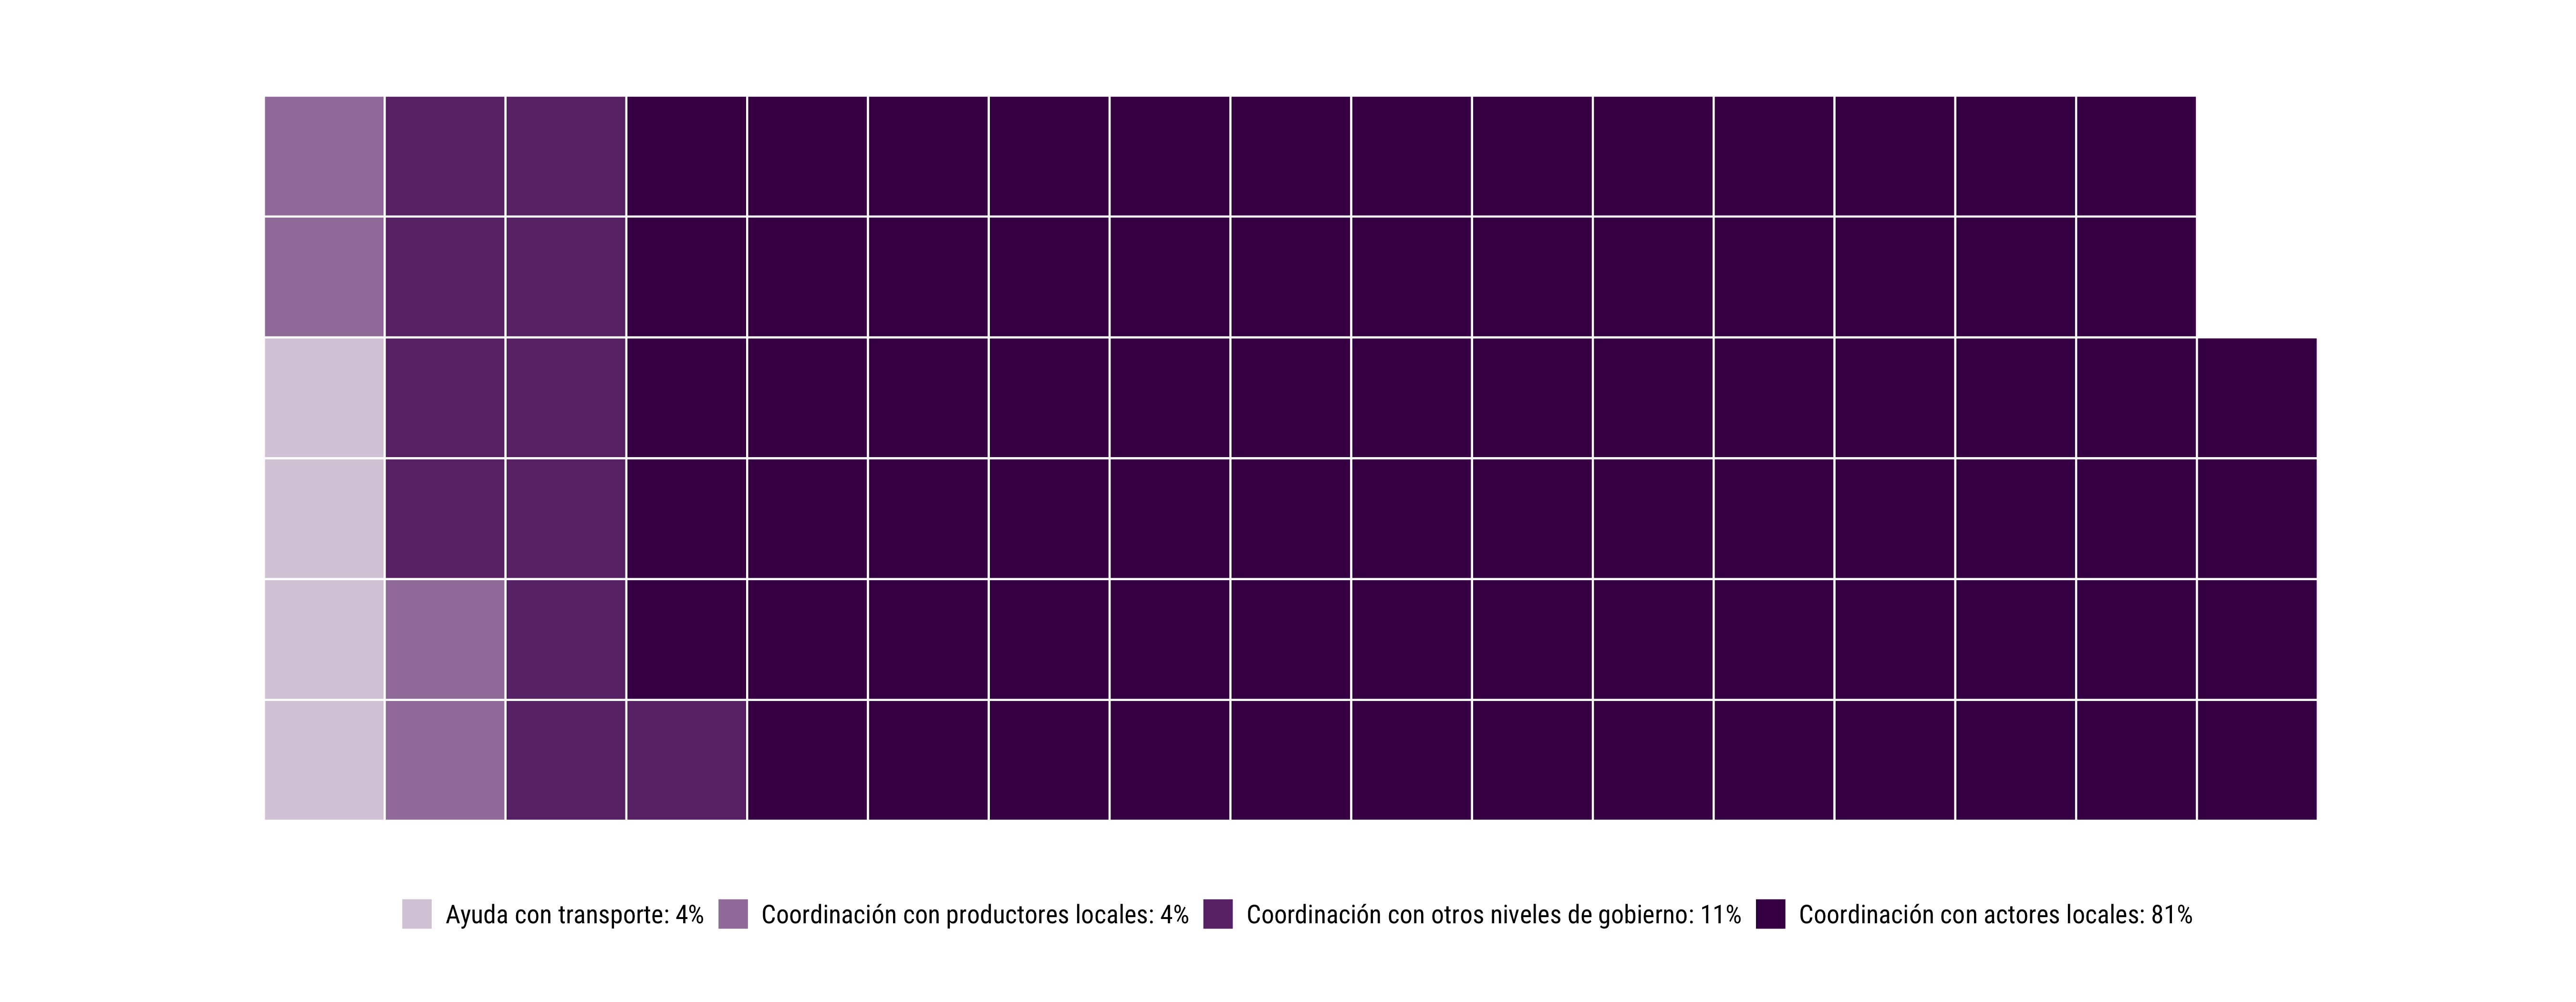 Ayuda con transporte: 4% Coordinación con productores locales: 4% Coordinación con otros niveles de gobierno: 11% Coordinación con actores locales: 81%